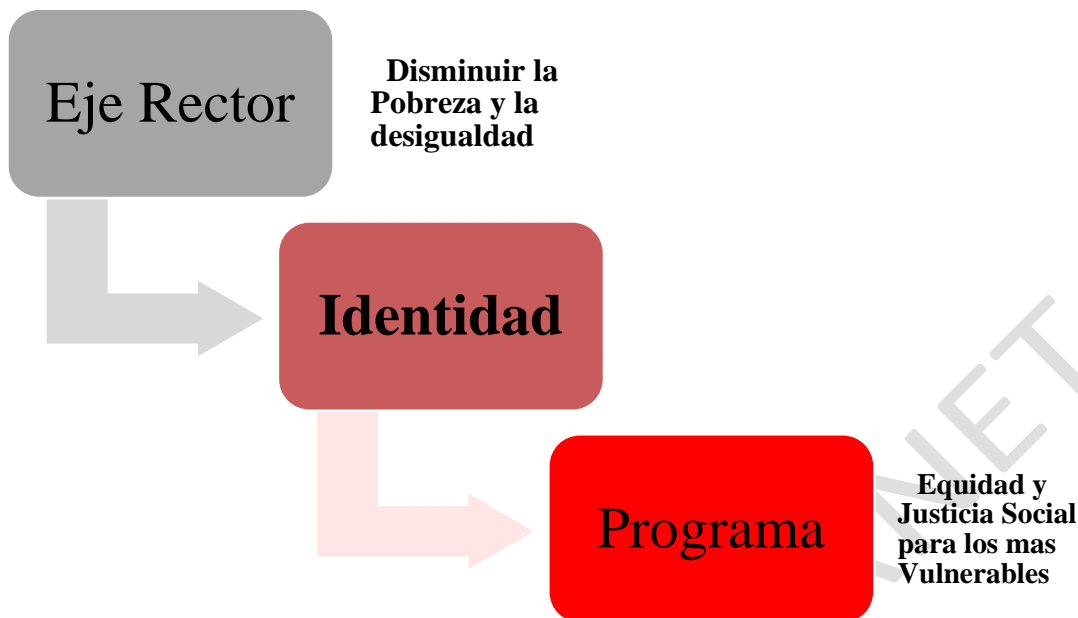 Eje Rector
Disminuir la
Pobreza y la
desigualdad
Identidad
Programa
Equidad y
Justicia Social
para los mas
Vulnerables